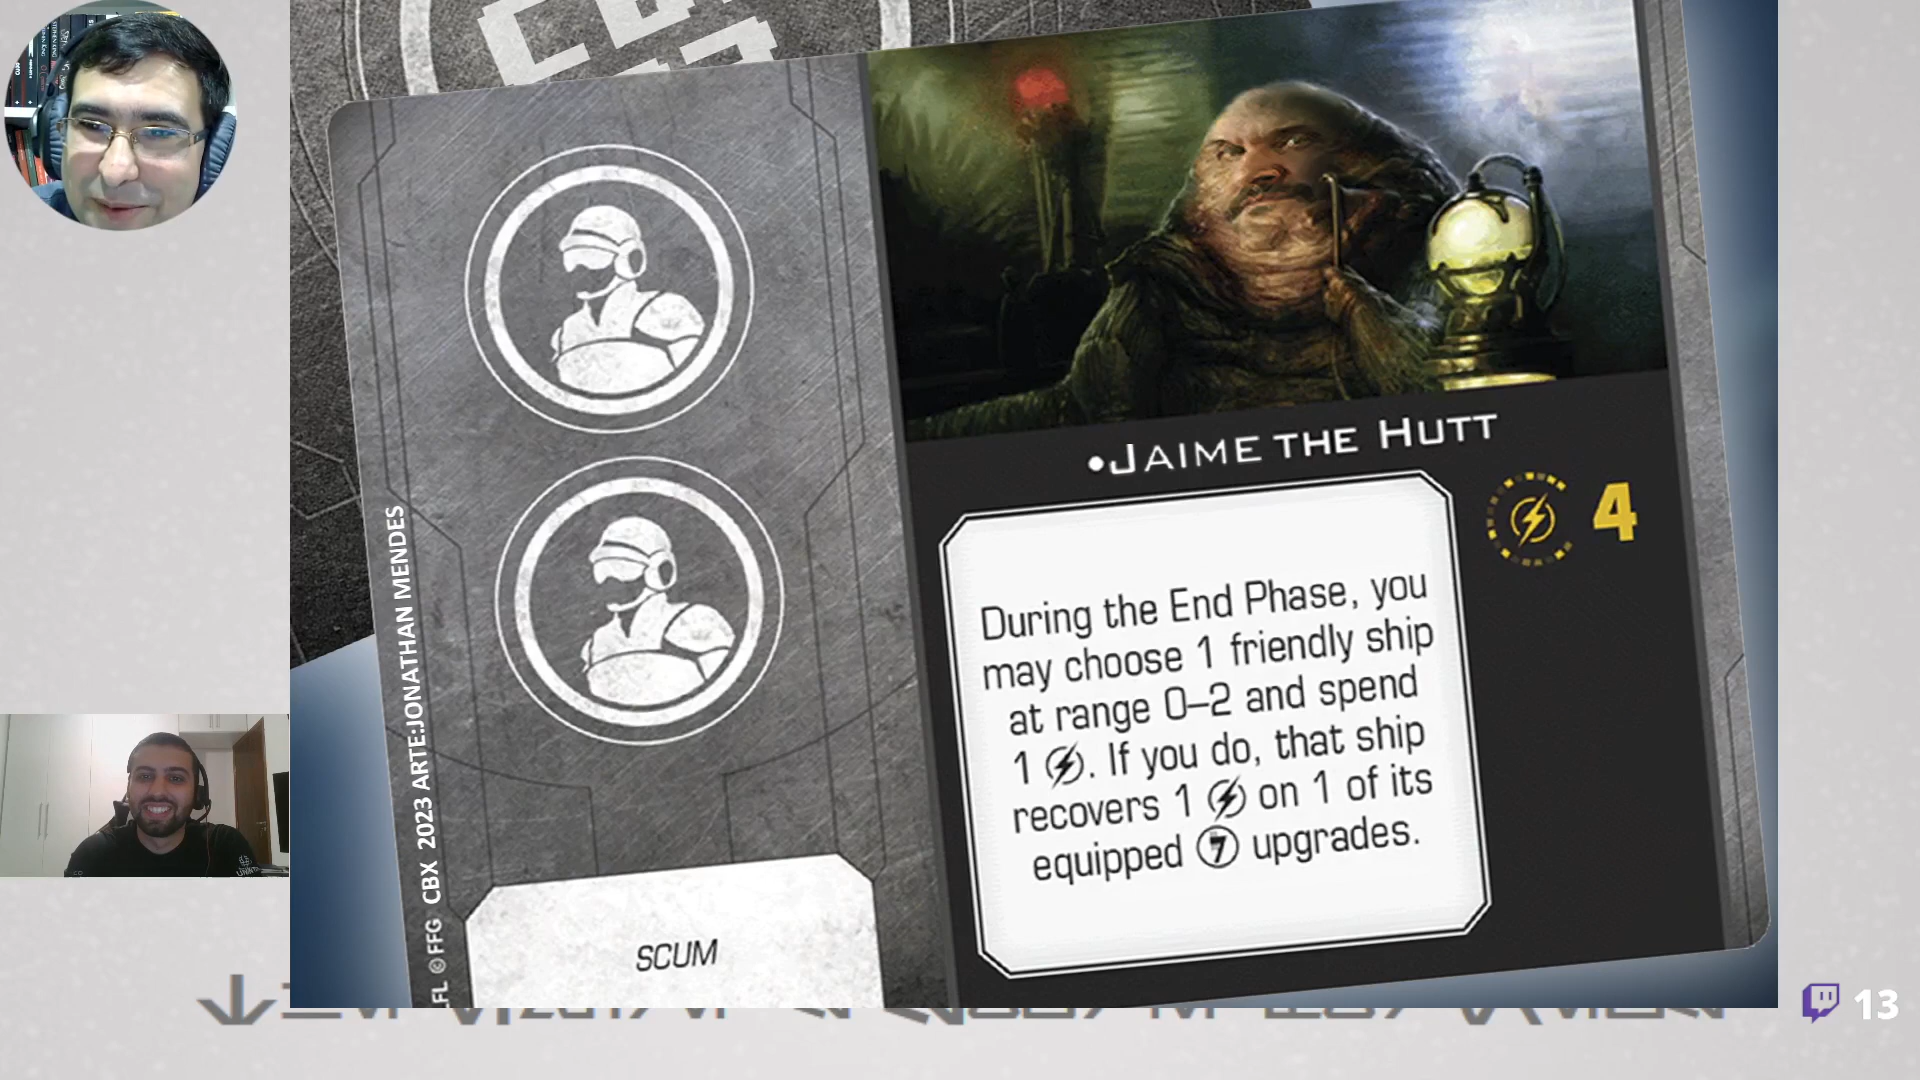 •JAIME THE HUTT
4
During the End Phase, you
may choose 1 friendly ship
at range 0–2 and spend
1 . If you do, that ship
recovers 1 on 1 of its
equipped upgrades.
SCUM
LFL ©FFG CBX 2023 ARTE:JONATHAN MENDES
13